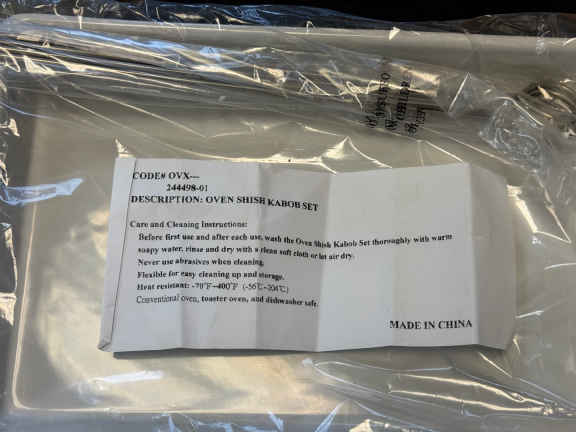 CODE# OVX---
244498-01
DESCRIPTION: OVEN SHISH KABOB SET
Care and Cleaning Instructions:
Before first use and after each use, wash the Oven Shish Kabob Set thoroughly with warm
soapy water, rinse and dry with a clean soft cloth or let air dry.
Never use abrasives when cleaning.
Flexible for easy cleaning up and storage.
Heat resistant: -70°F~400°F (-56℃~204℃)
Conventional oven, toaster oven, and dishwasher safe.
MADE IN CHINA